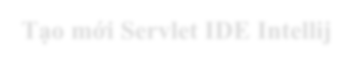 Tạo mới Servlet IDE Intellij